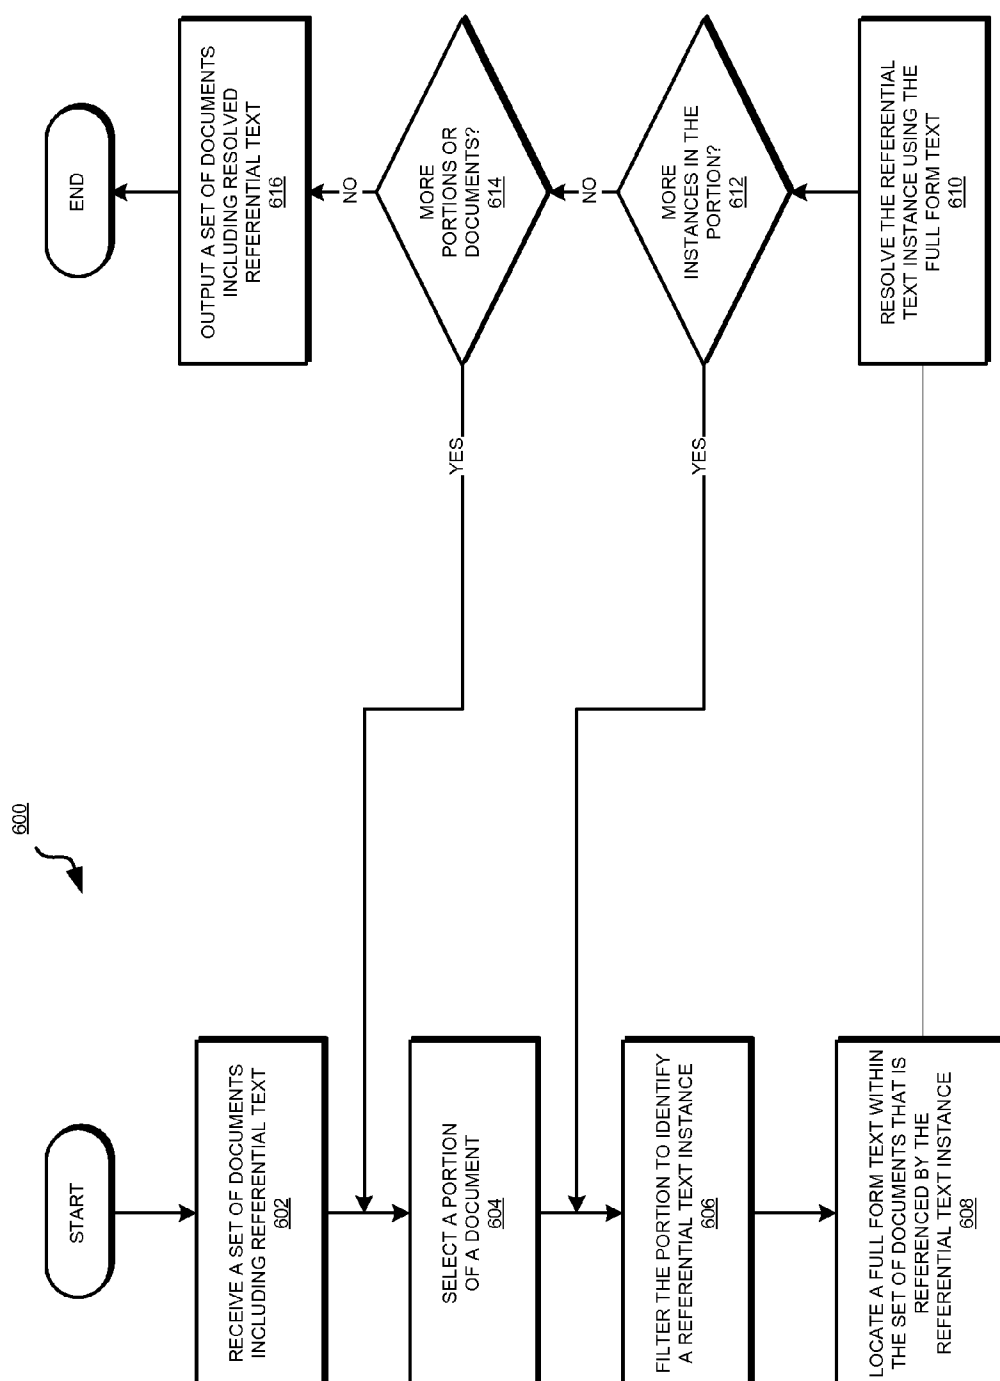 600
START
RECEIVE A SET OF DOCUMENTS
INCLUDING REFERENTIAL TEXT
602
SELECT A PORTION
OF A DOCUMENT
604
FILTER THE PORTION TO IDENTIFY
A REFERENTIAL TEXT INSTANCE
606
LOCATE A FULL FORM TEXT WITHIN
THE SET OF DOCUMENTS THAT IS
REFERENCED BY THE
REFERENTIAL TEXT INSTANCE
608
RESOLVE THE REFERENTIAL
TEXT INSTANCE USING THE
FULL FORM TEXT
610
MORE
INSTANCES IN THE
PORTION?
612
YES
NO
MORE
PORTIONS OR
DOCUMENTS?
614
YES
NO
OUTPUT A SET OF DOCUMENTS
INCLUDING RESOLVED
REFERENTIAL TEXT
616
END